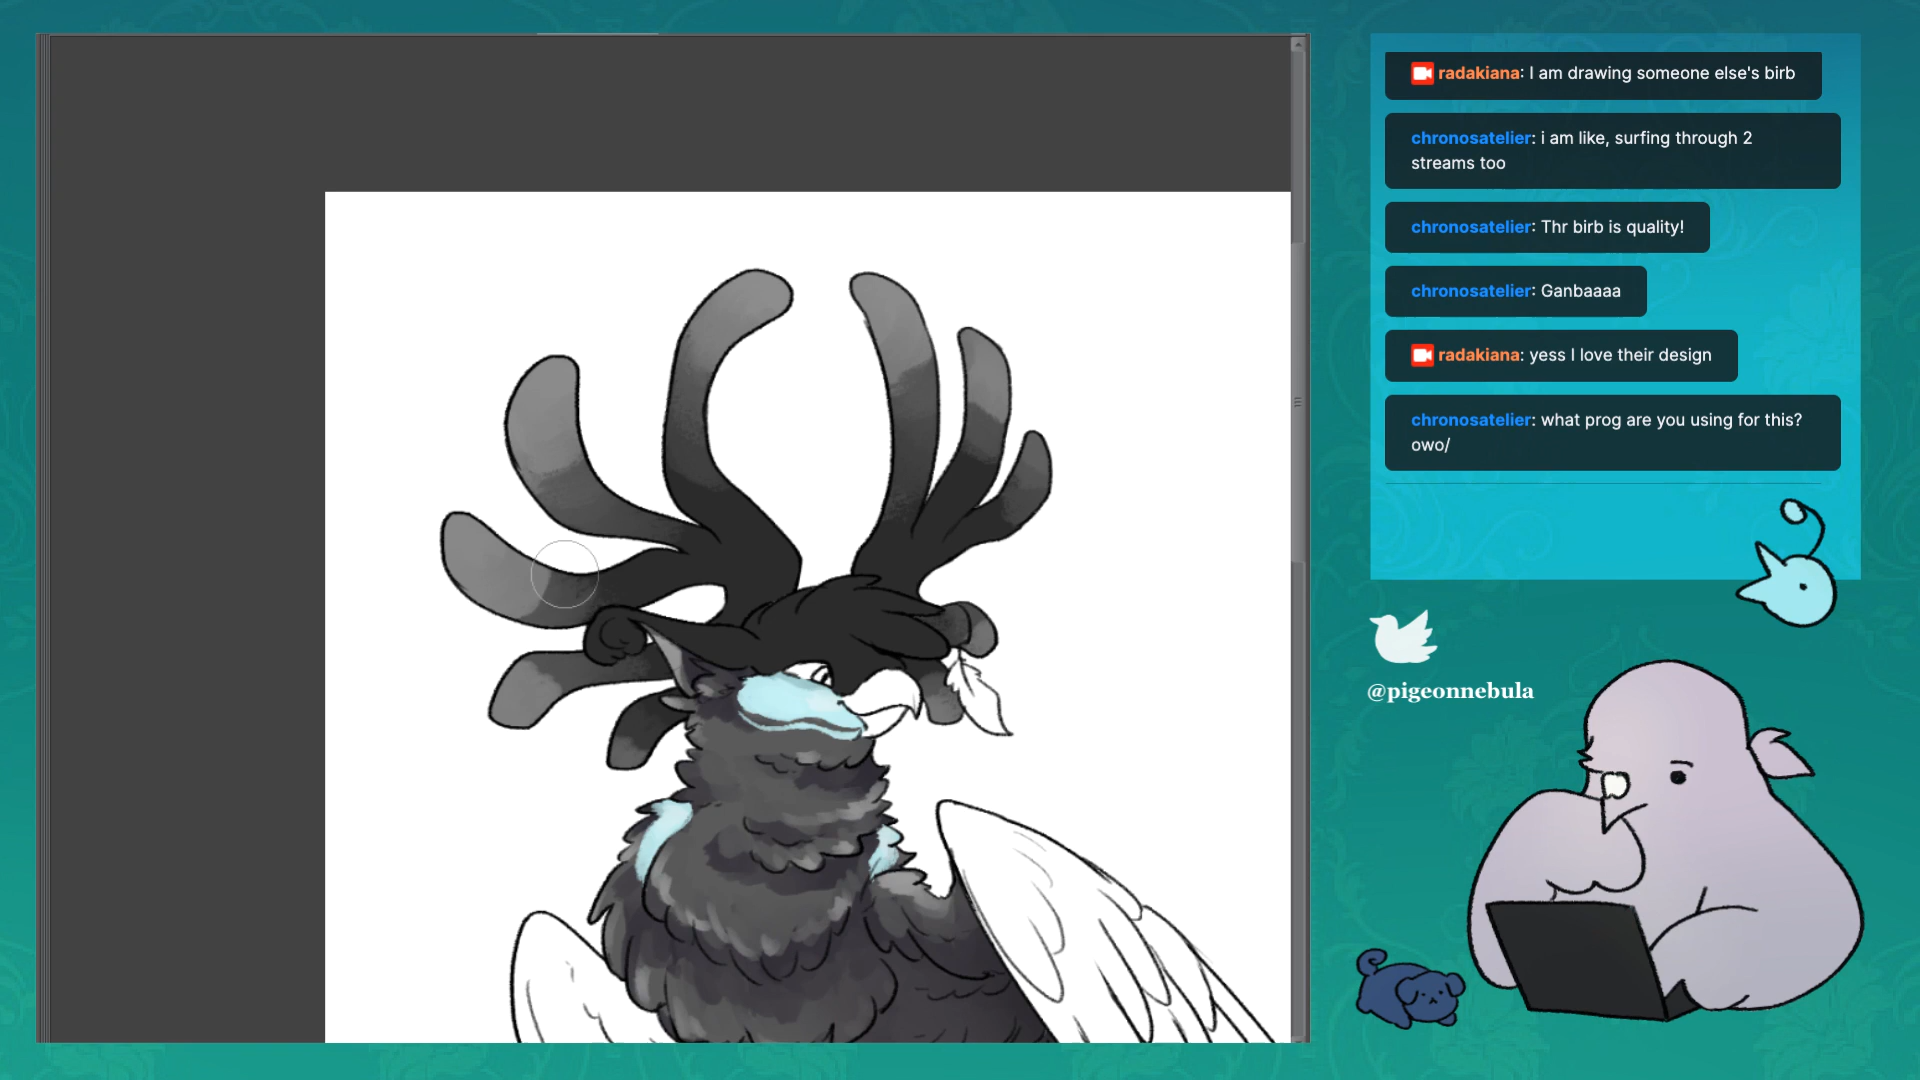 radakiana: I am drawing someone else's birb
chronosatelier: i am like, surfing through 2
streams too
chronosatelier: Thr birb is quality!
chronosatelier: Ganbaaaa
radakiana: yess I love their design
chronosatelier: what prog are you using for this?
owo/
@pigeonnebula